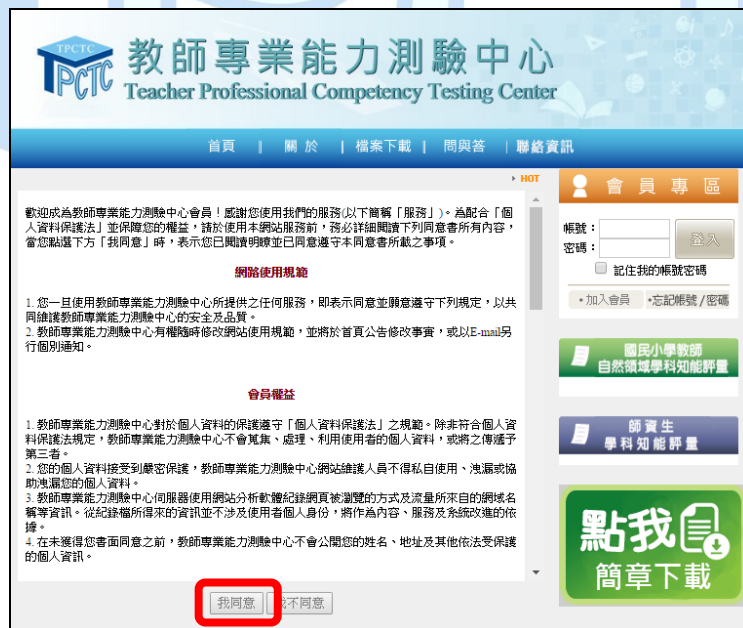 TPCTC
TPCTC
教師專業能力測驗中心
Teacher Professional Competency Testing Center
首頁 | 關於 | 檔案下載 | 問與答 | 聯絡資訊
HOT
歡迎成為教師專業能力測驗中心會員！感謝您使用我們的服務(以下簡稱「服務」)。為配合「個
人資料保護法」並保障您的權益，請於使用本網站服務前，務必詳細閱讀下列同意書所有內容，
當您點選下方「我同意」時，表示您已閱讀明瞭並已同意遵守本同意書所載之事項。
網路使用規範
1. 您一旦使用教師專業能力測驗中心所提供之任何服務，即表示同意並願意遵守下列規定，以共
同維護教師專業能力測驗中心的安全及品質。
2. 教師專業能力測驗中心有權隨時修改網站使用規範，並將於首頁公告修改事實，或以E-mail另
行個別通知。
會員權益
1. 教師專業能力測驗中心對於個人資料的保護遵守「個人資料保護法」之規範。除非符合個人資
料保護法規定，教師專業能力測驗中心不會蒐集、處理、利用使用者的個人資料，或將之傳遞予
第三者。
2. 您的個人資料接受到嚴密保護，教師專業能力測驗中心網站維護人員不得私自使用、洩漏或協
助洩漏您的個人資料。
3. 教師專業能力測驗中心伺服器使用網站分析軟體紀錄網頁被瀏覽的方式及流量所來自的網域名
稱等資訊。從紀錄檔所得來的資訊並不涉及使用者個人身份，將作為內容、服務及系統改進的依
據。
4. 在未獲得您書面同意之前，教師專業能力測驗中心不會公開您的姓名、地址及其他依法受保護
的個人資訊。
我同意 我不同意
會員專區
帳號：
密碼：
登入
記住我的帳號密碼
•加入會員 •忘記帳號/密碼
國民小學教師
自然領域學科知能評量
師資生
學科知能評量
點我
簡章下載